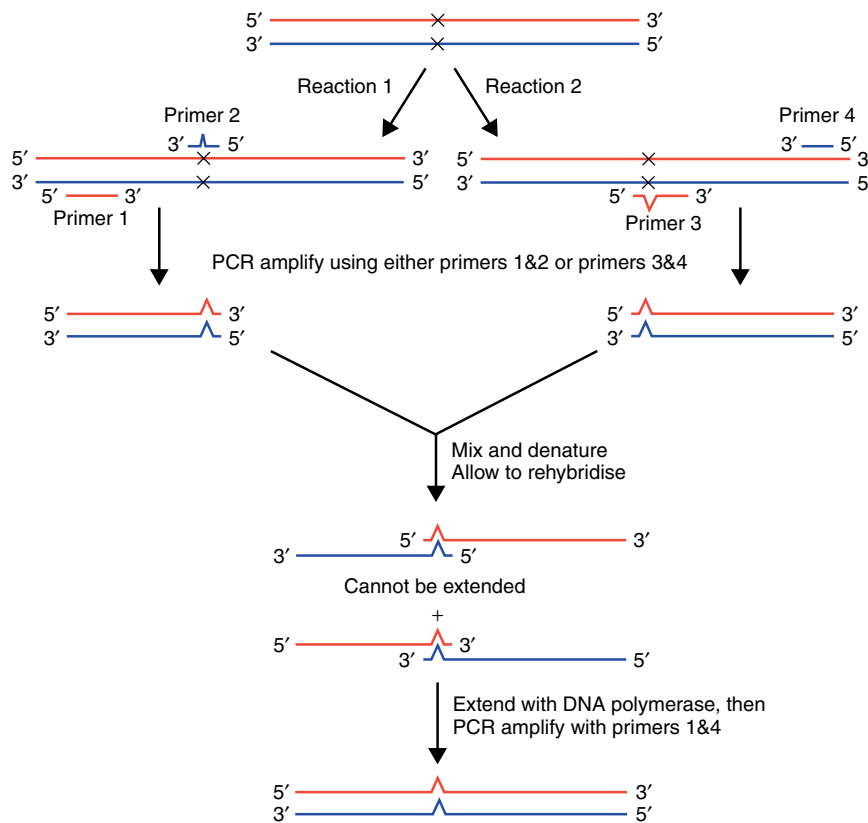 5′ 3′
3′ 5′
Reaction 1 Reaction 2
Primer 2 Primer 4
3′ 5′ 3′ 5′
5′ 3′ 5′ 3
3′ 5′ 3′ 5
5′ 3′ 5′ 3′
Primer 1 Primer 3
PCR amplify using either primers 1&2 or primers 3&4
5′ 3′ 5′ 3′
3′ 5′ 3′ 5′
Mix and denature
Allow to rehybridise
5′ 3′
3′ 5′
Cannot be extended
+
5′ 3′
3′ 5′
Extend with DNA polymerase, then
PCR amplify with primers 1&4
5′ 3′
3′ 5′